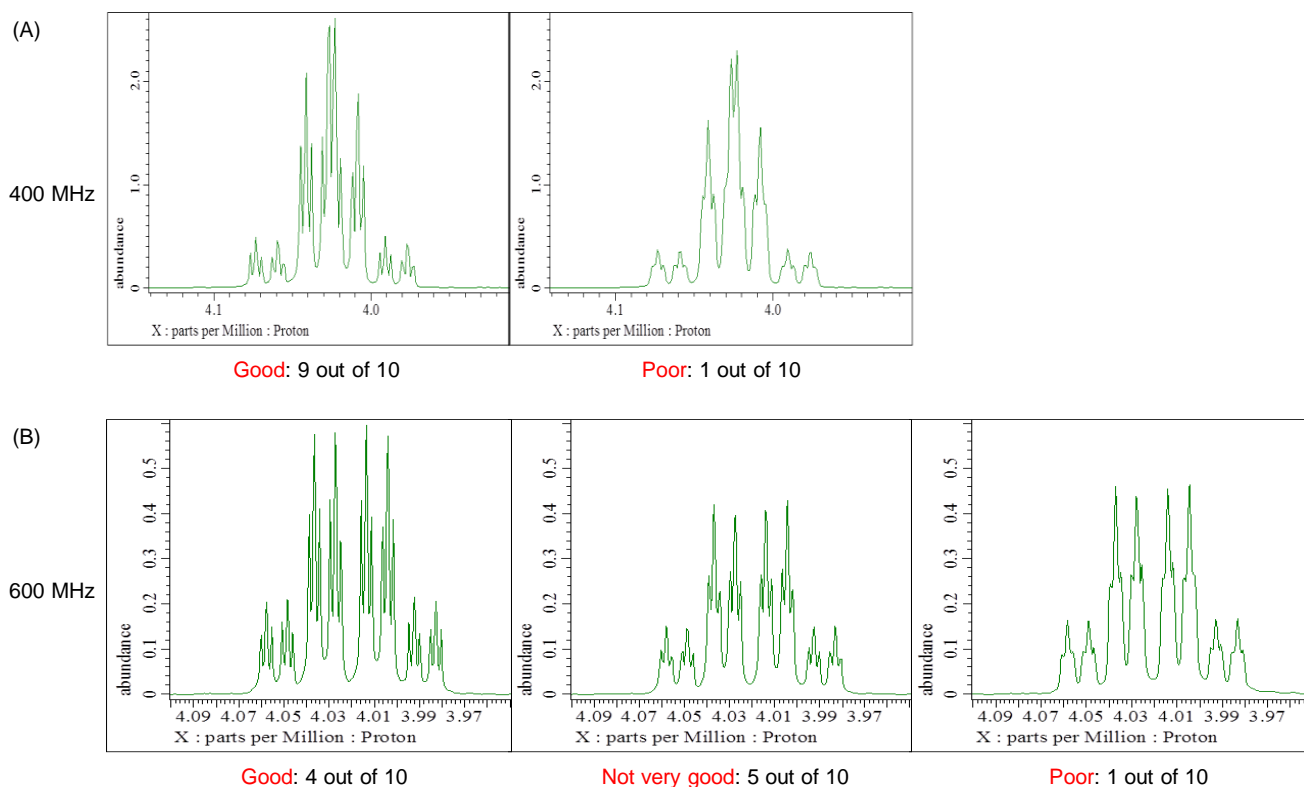 (A)
400 MHz
abundance
2.0
1.0
0
4.1
4.0
X : parts per Million : Proton
Good: 9 out of 10
abundance
2.0
1.0
0
4.1
4.0
X : parts per Million : Proton
Poor: 1 out of 10
(B)
600 MHz
abundance
0.5
0.4
0.3
0.2
0.1
0
4.09 4.07 4.05 4.03 4.01 3.99 3.97
X : parts per Million : Proton
Good: 4 out of 10
abundance
0.5
0.4
0.3
0.2
0.1
0
4.09 4.07 4.05 4.03 4.01 3.99 3.97
X : parts per Million : Proton
Not very good: 5 out of 10
abundance
0.5
0.4
0.3
0.2
0.1
0
4.09 4.07 4.05 4.03 4.01 3.99 3.97
X : parts per Million : Proton
Poor: 1 out of 10